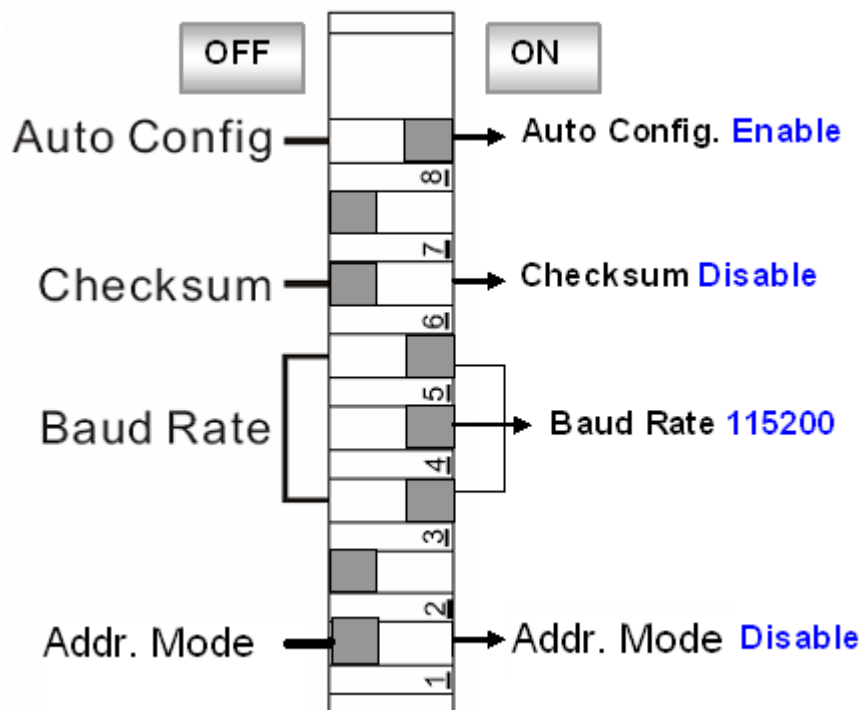 OFF
ON
Auto Config
Auto Config. Enable
8
7
Checksum
Checksum Disable
6
5
Baud Rate
Baud Rate 115200
4
3
2
Addr. Mode
Addr. Mode Disable
1